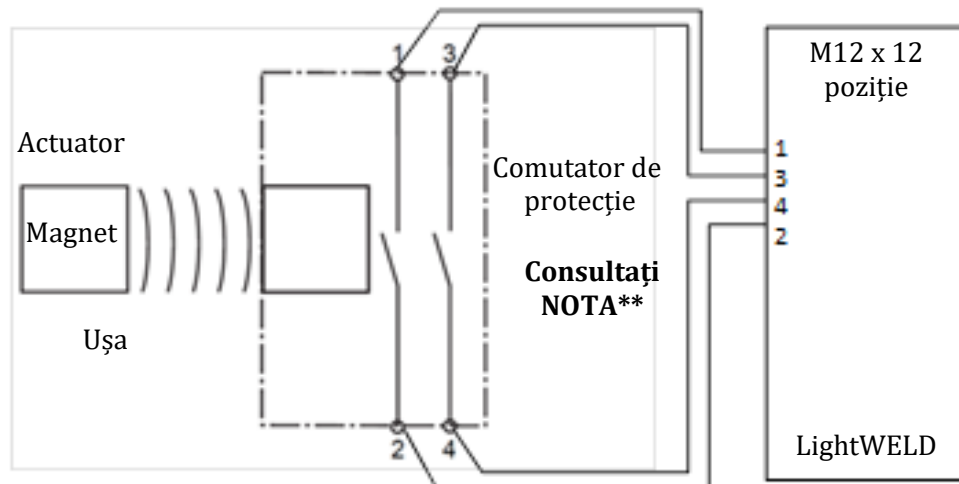 1
3
M12 x 12
poziție
Actuator
Comutator de
protecție
1
3
4
2
Magnet
Consultați
NOTA**
Ușa
2
4
LightWELD